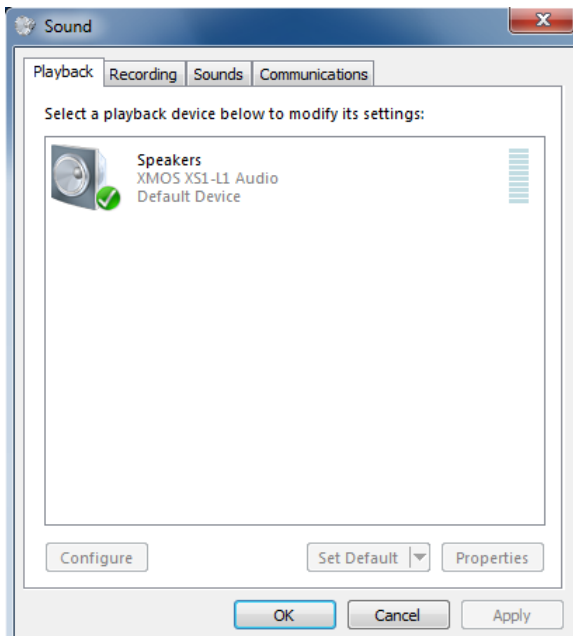 Sound
Playback Recording Sounds Communications
Select a playback device below to modify its settings:
Speakers
XMOS XS1-L1 Audio
Default Device
Configure Set Default Properties
OK Cancel Apply